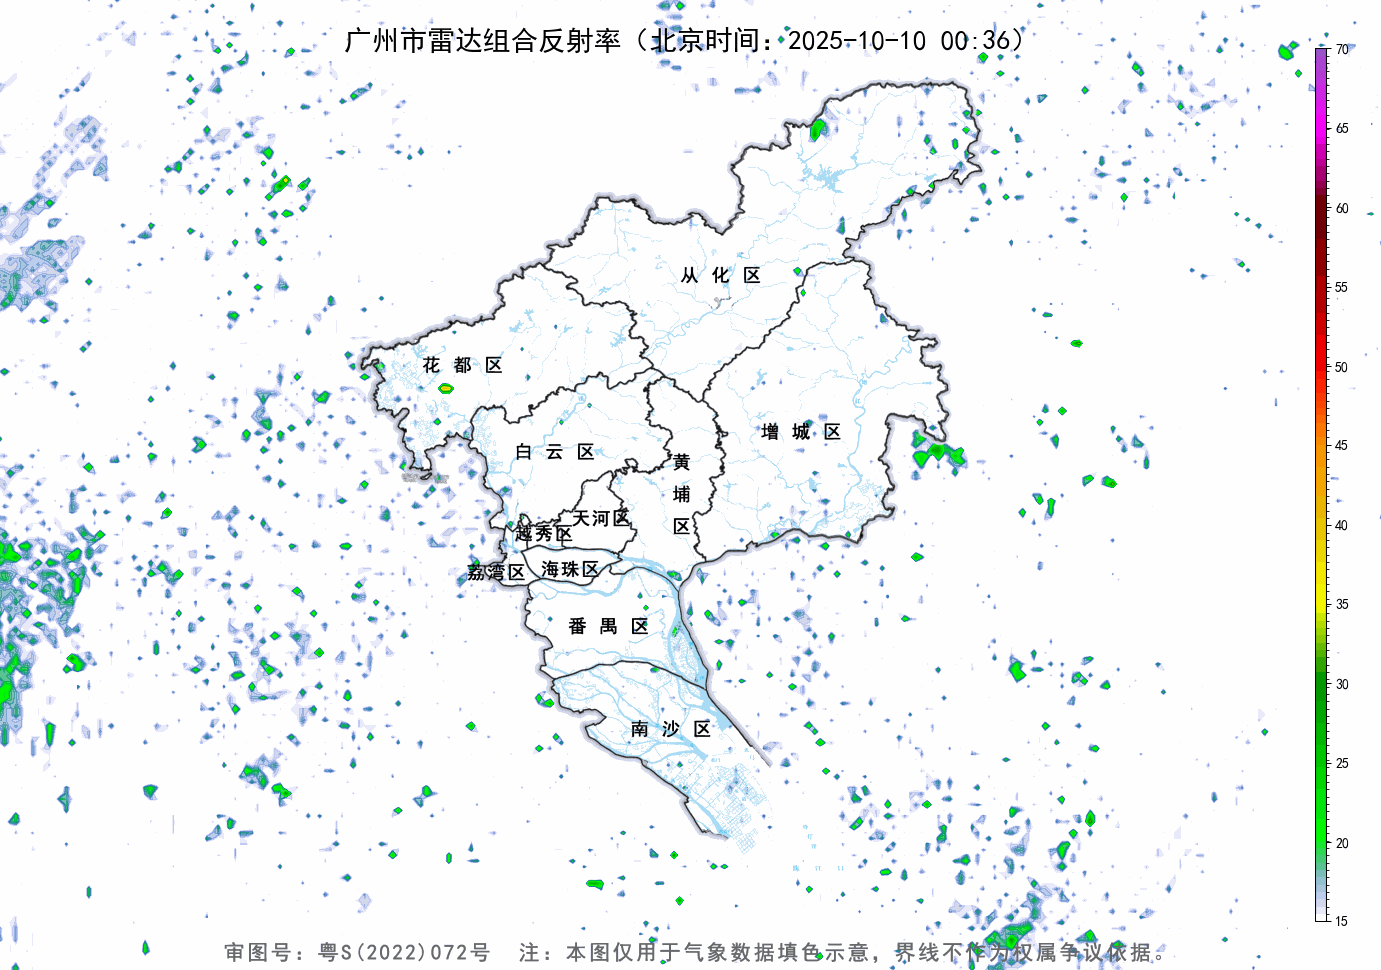 广州市雷达组合反射率（北京时间：2025-10-10 00:36）
70
65
60
55
50
45
40
35
30
25
20
15
从化区
花都区
增城区
白云区
黄埔区
天河区
越秀区
海珠区
荔湾区
番禺区
南沙区
审图号：粤S(2022)072号 注：本图仅用于气象数据填色示意，界线不作为权属争议依据。